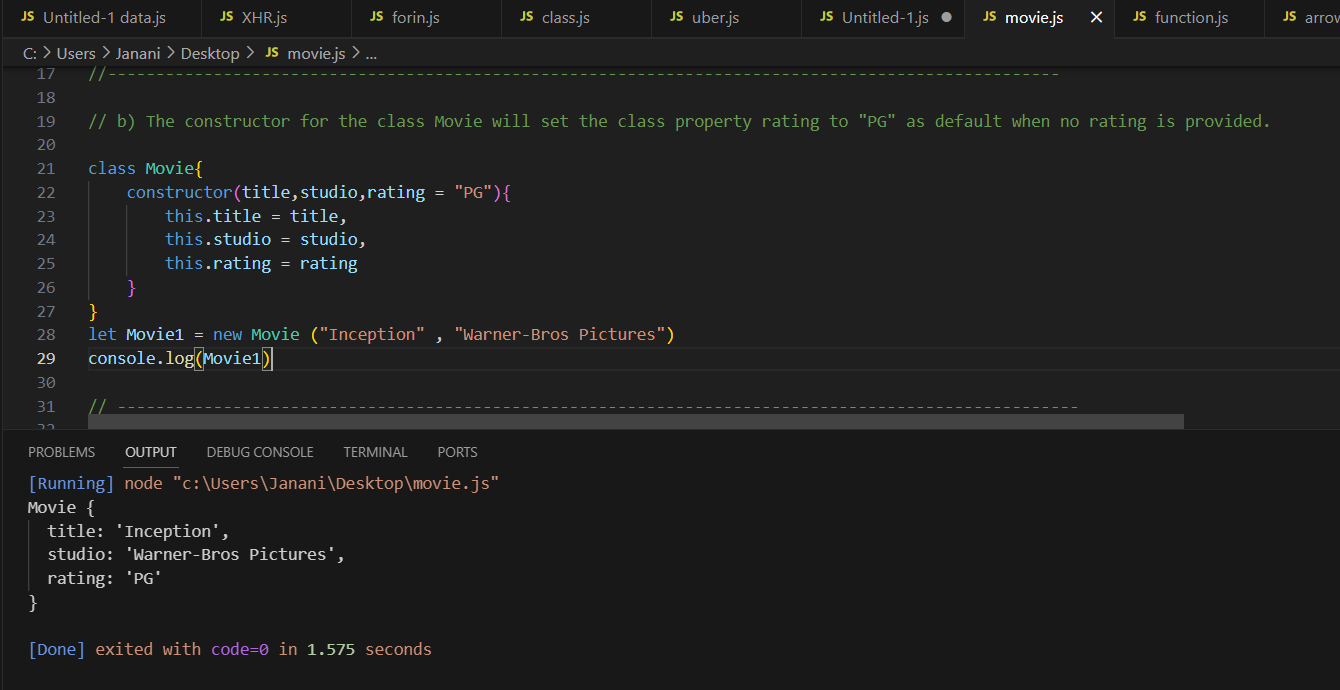 JS Untitled-1 data.js JS XHR.js JS forin.js JS class.js JS uber.js JS Untitled-1.js ● JS movie.js × JS function.js JS arrow
C: > Users > Janani > Desktop > JS movie.js > ...
17 //---------------------------------------------------------------------------------------------------
18
19 // b) The constructor for the class Movie will set the class property rating to "PG" as default when no rating is provided.
20
21 class Movie{
22     constructor(title,studio,rating = "PG"){
23         this.title = title,
24         this.studio = studio,
25         this.rating = rating
26     }
27 }
28 let Movie1 = new Movie ("Inception" , "Warner-Bros Pictures")
29 console.log(Movie1)
30
31 // ----------------------------------------------------------------------------------------------------
32
PROBLEMS OUTPUT DEBUG CONSOLE TERMINAL PORTS
[Running] node "c:\Users\Janani\Desktop\movie.js"
Movie {
  title: 'Inception',
  studio: 'Warner-Bros Pictures',
  rating: 'PG'
}
[Done] exited with code=0 in 1.575 seconds